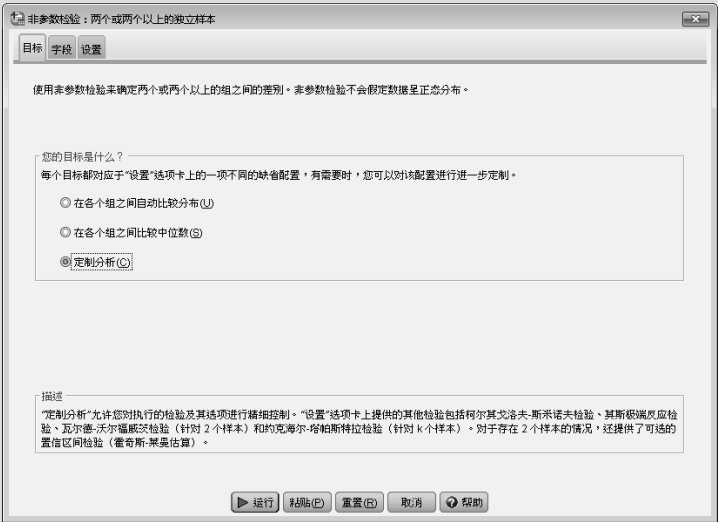 非参数检验：两个或两个以上的独立样本
目标 字段 设置
使用非参数检验来确定两个或两个以上的组之间的差别。非参数检验不会假定数据呈正态分布。
您的目标是什么？
每个目标都对应于“设置”选项卡上的一项不同的缺省配置，有需要时，您可以对该配置进行进一步定制。
在各个组之间自动比较分布(U)
在各个组之间比较中位数(S)
定制分析(C)
描述
“定制分析”允许您对执行的检验及其选项进行精细控制。“设置”选项卡上提供的其他检验包括柯尔莫戈洛夫-斯米诺夫检验、莫斯极端反应检
验、瓦尔德-沃尔福威茨检验（针对 2 个样本）和约克海尔-塔帕斯特拉检验（针对 k 个样本）。对于存在 2 个样本的情况，还提供了可选的
置信区间检验（霍奇斯-莱曼估算）。
运行 粘贴(P) 重置(R) 取消 帮助